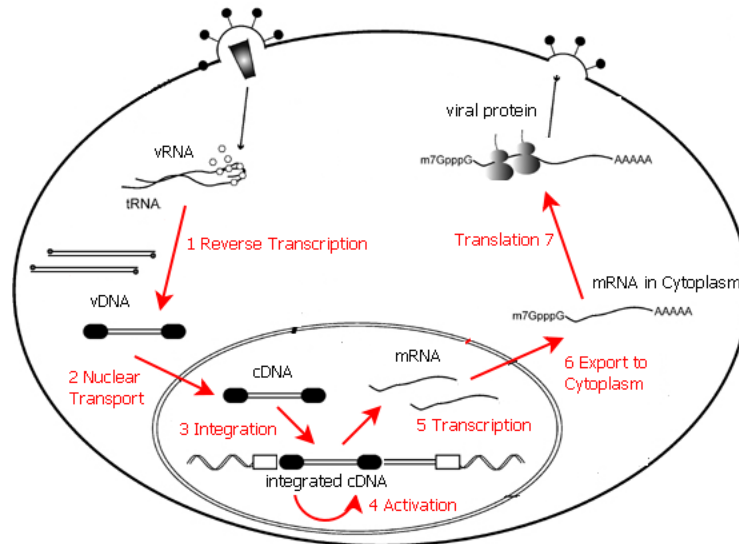 viral protein
vRNA
m7GpppG
AAAAA
tRNA.
1 Reverse Transcription
Translation 7
mRNA in Cytoplasm
vDNA
m7GpppG
AAAAA
mRNA
6 Export to
Cytoplasm
2 Nuclear
Transport
cDNA
3 Integration
5 Transcription
integrated cDNA
4 Activation